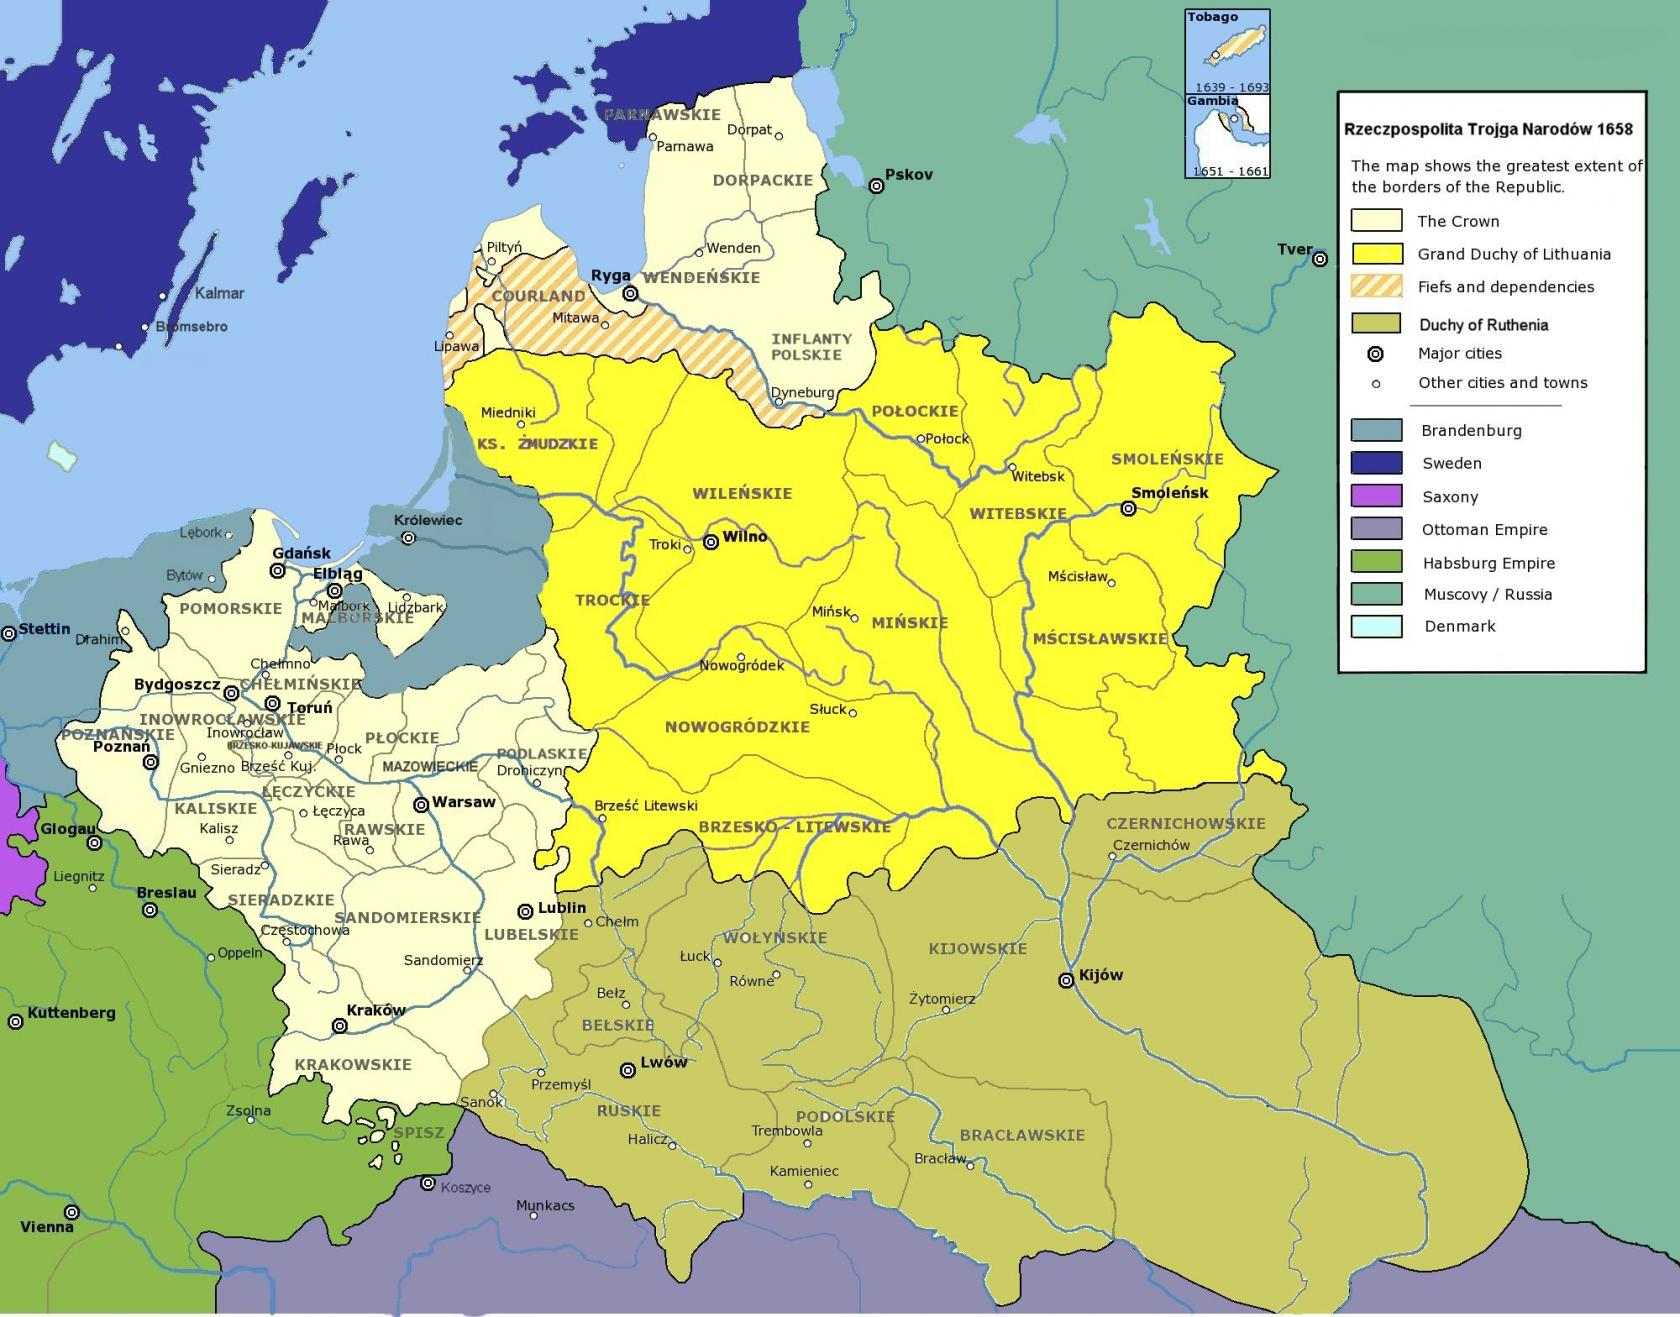 Tobago
1639 - 1693
Gambia
1651 - 1661
Rzeczpospolita Trojga Narodów 1658
The map shows the greatest extent of
the borders of the Republic.
The Crown
Grand Duchy of Lithuania
Fiefs and dependencies
Duchy of Ruthenia
Major cities
Other cities and towns
Brandenburg
Sweden
Saxony
Ottoman Empire
Habsburg Empire
Muscovy / Russia
Denmark
PARNAWSKIE
Dorpat
Parnawa
DORPACKIE
Pskov
Tver
Piltyń
Wenden
Ryga
WENDEŃSKIE
COURLAND
Kalmar
Mitawa
Bromsebro
Lipawa
INFLANTY
POLSKIE
Dyneburg
Miedniki
POŁOCKIE
KS. ŻMUDZKIE
Połock
SMOLEŃSKIE
Witebsk
WILEŃSKIE
Smoleńsk
WITEBSKIE
Królewiec
Lębork
Wilno
Troki
Gdańsk
Elbląg
Bytów
Mścisław
TROCKIE
Malbork
Lidzbark
POMORSKIE
MALBORSKIE
Mińsk
MIŃSKIE
Stettin
Drahim
MŚCISŁAWSKIE
Chełmno
Nowogródek
Bydgoszcz
CHEŁMIŃSKIE
Toruń
Słuck
INOWROCŁAWSKIE
NOWOGRÓDZKIE
Inowrocław
POZNAŃSKIE
Poznań
BRZESKO-KUJAWSKIE
PŁOCKIE
Płock
PODLASKIE
Gniezno
Brześć Kuj.
MAZOWIECKIE
Drohiczyn
ŁĘCZYCKIE
KALISKIE
Łęczyca
Warsaw
Brześć Litewski
Glogau
Kalisz
RAWSKIE
Rawa
BRZESKO - LITEWSKIE
CZERNICHOWSKIE
Czernichów
Liegnitz
Sieradz
Breslau
SIERADZKIE
SANDOMIERSKIE
Lublin
LUBELSKIE
Chełm
Częstochowa
WOŁYŃSKIE
KIJOWSKIE
Oppeln
Sandomierz
Łuck
Równe
Kijów
Kuttenberg
Kraków
Bełz
Żytomierz
BEŁSKIE
KRAKOWSKIE
Lwów
Przemyśl
Sanok
Zsolna
RUSKIE
PODOLSKIE
SPISZ
Halicz
Trembowla
BRACŁAWSKIE
Bracław
Kamieniec
Koszyce
Munkacs
Vienna